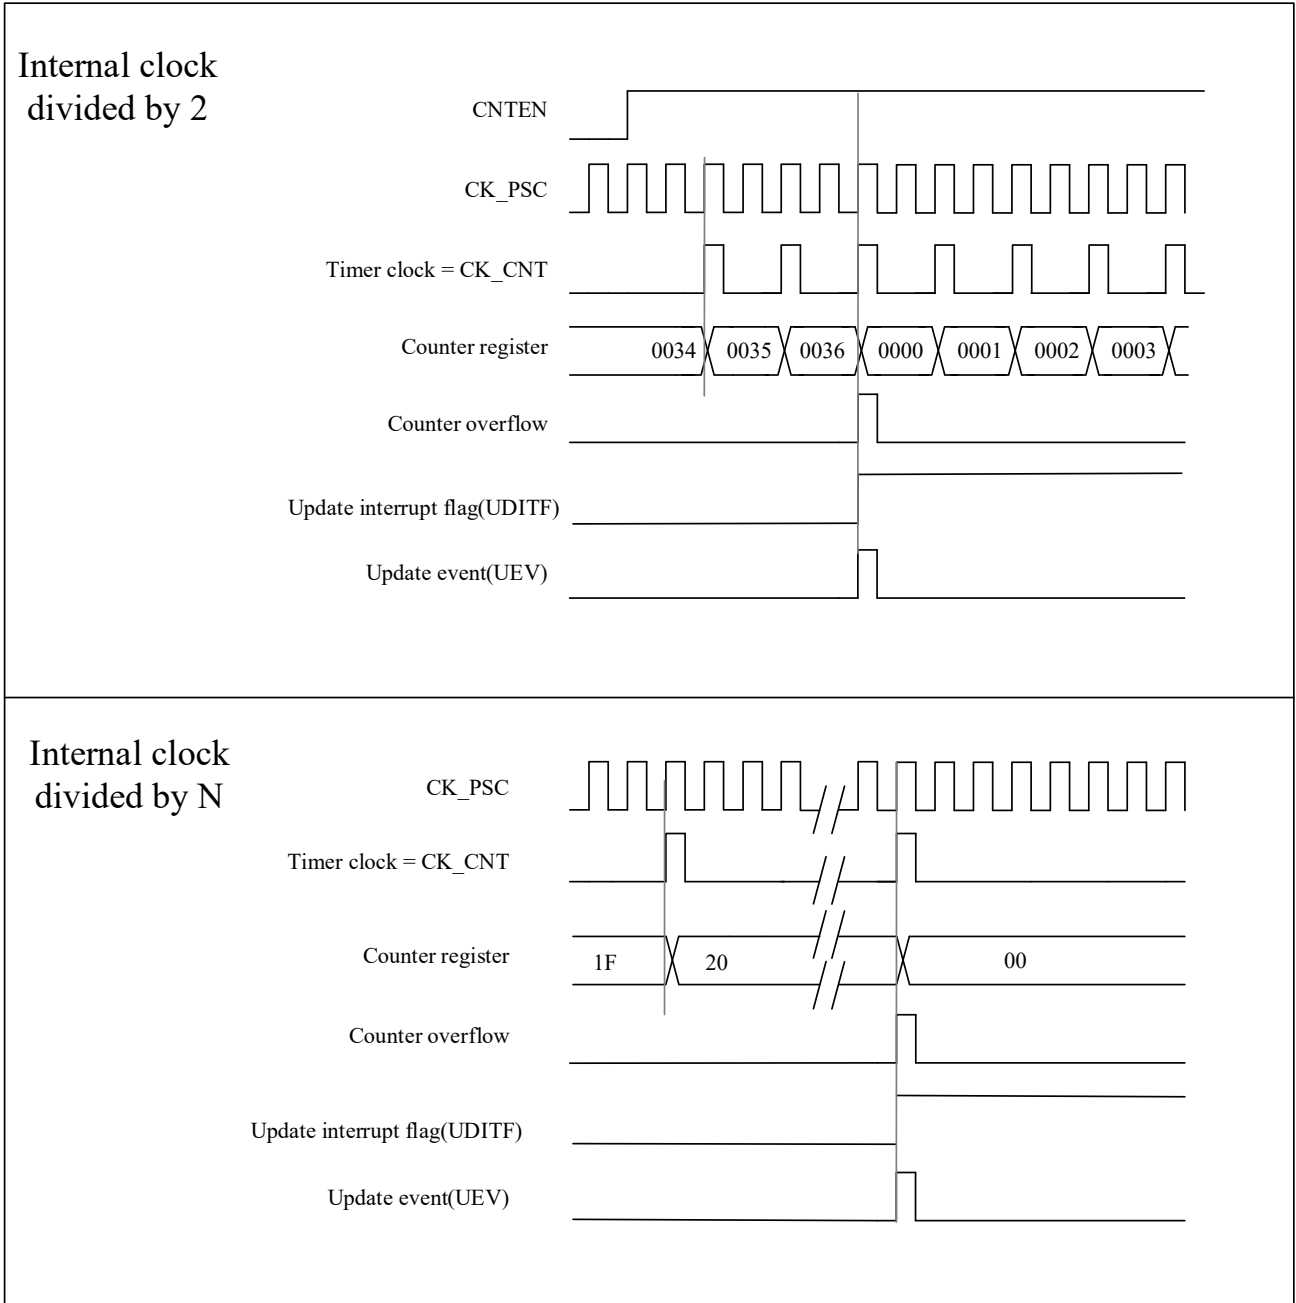 Internal clock
divided by 2
CNTEN
CK_PSC
Timer clock = CK_CNT
Counter register
0034 0035 0036 0000 0001 0002 0003
Counter overflow
Update interrupt flag(UDITF)
Update event(UEV)
Internal clock
divided by N
CK_PSC
Timer clock = CK_CNT
Counter register
1F 20 00
Counter overflow
Update interrupt flag(UDITF)
Update event(UEV)